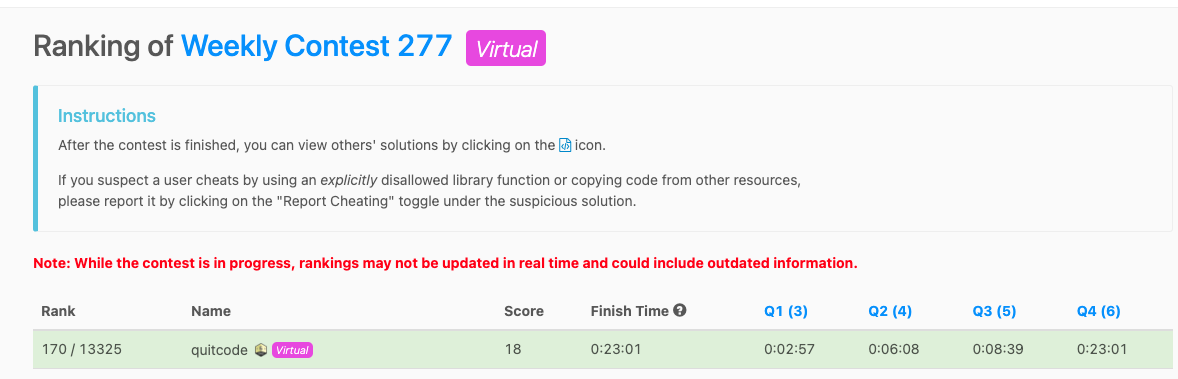 Ranking of Weekly Contest 277 Virtual
Instructions
After the contest is finished, you can view others' solutions by clicking on the icon.
If you suspect a user cheats by using an explicitly disallowed library function or copying code from other resources,
please report it by clicking on the "Report Cheating" toggle under the suspicious solution.
Note: While the contest is in progress, rankings may not be updated in real time and could include outdated information.
Rank Name Score Finish Time ? Q1 (3) Q2 (4) Q3 (5) Q4 (6)
170 / 13325 quitcode Virtual 18 0:23:01 0:02:57 0:06:08 0:08:39 0:23:01